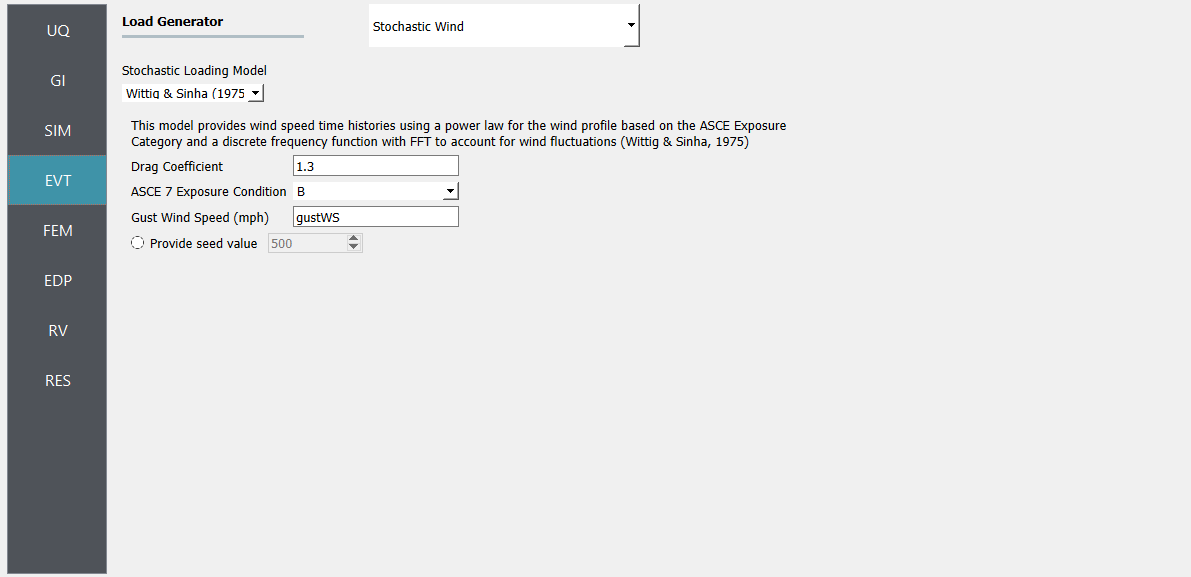 UQ
GI
SIM
EVT
FEM
EDP
RV
RES
Load Generator
Stochastic Wind
Stochastic Loading Model
Wittig & Sinha (1975
This model provides wind speed time histories using a power law for the wind profile based on the ASCE Exposure
Category and a discrete frequency function with FFT to account for wind fluctuations (Wittig & Sinha, 1975)
Drag Coefficient 1.3
ASCE 7 Exposure Condition B
Gust Wind Speed (mph) gustWS
Provide seed value 500